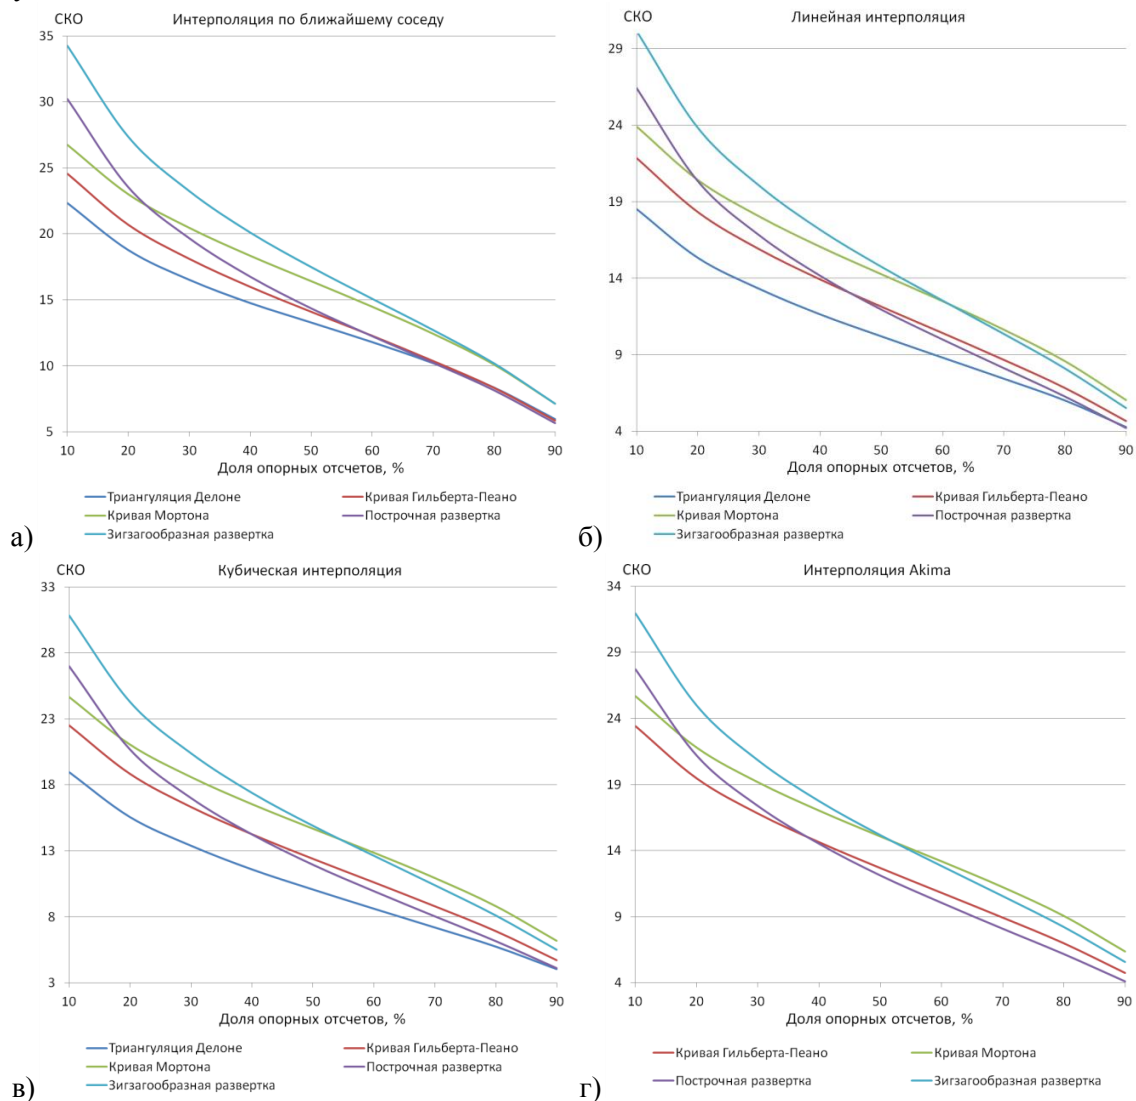 СКО Интерполяция по ближайшему соседу
35
30
25
20
15
10
5
10 20 30 40 50 60 70 80 90
Доля опорных отсчетов, %
Триангуляция Делоне Кривая Гильберта-Пеано
Кривая Мортона Построчная развертка
Зигзагообразная развертка
а)
СКО Линейная интерполяция
29
24
19
14
9
4
10 20 30 40 50 60 70 80 90
Доля опорных отсчетов, %
Триангуляция Делоне Кривая Гильберта-Пеано
Кривая Мортона Построчная развертка
Зигзагообразная развертка
б)
СКО Кубическая интерполяция
33
28
23
18
13
8
3
10 20 30 40 50 60 70 80 90
Доля опорных отсчетов, %
Триангуляция Делоне Кривая Гильберта-Пеано
Кривая Мортона Построчная развертка
Зигзагообразная развертка
в)
СКО Интерполяция Akima
34
29
24
19
14
9
4
10 20 30 40 50 60 70 80 90
Доля опорных отсчетов, %
Кривая Гильберта-Пеано Кривая Мортона
Построчная развертка Зигзагообразная развертка
г)